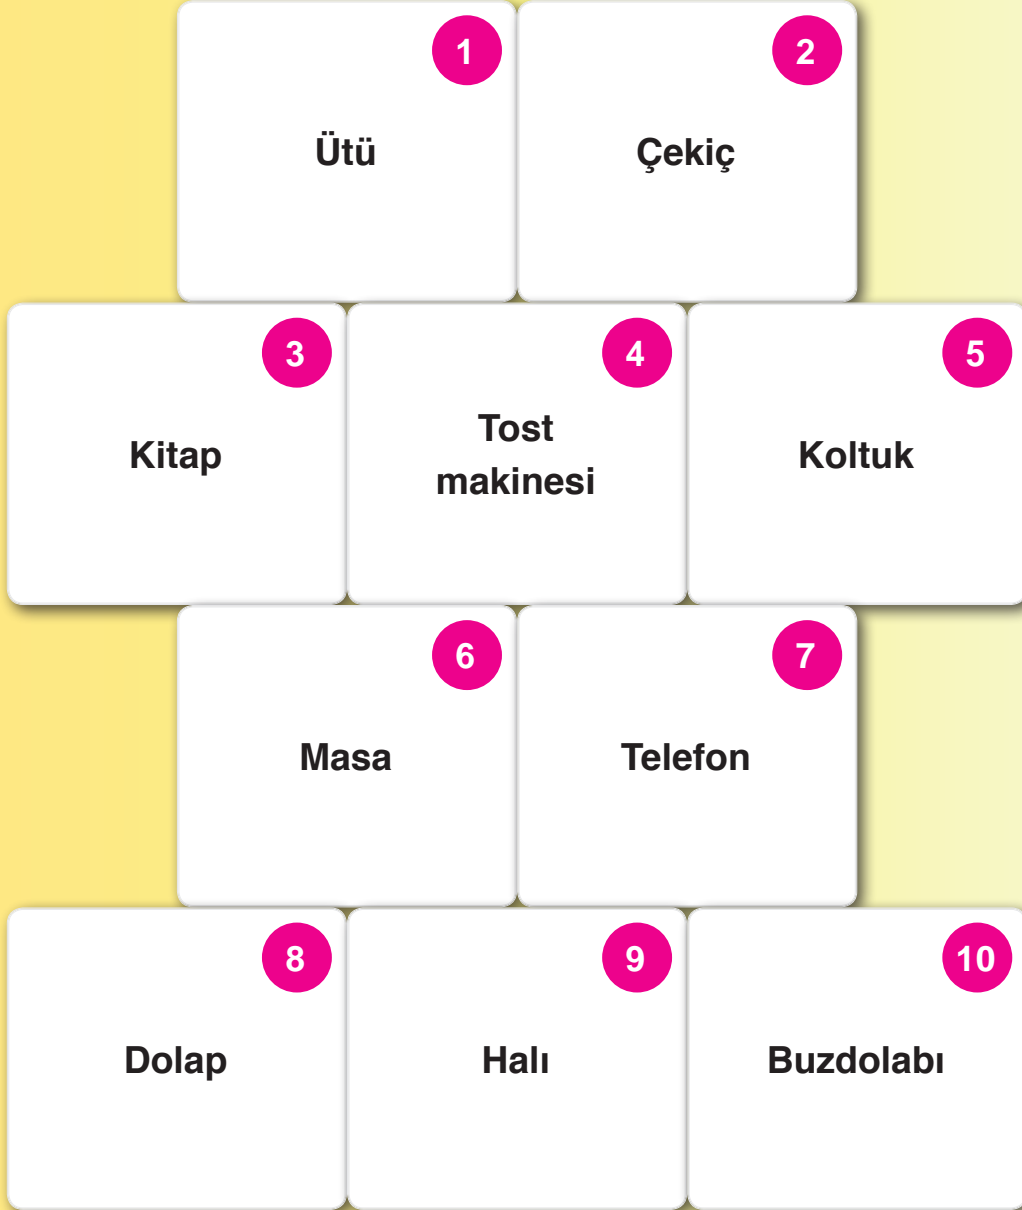 1
Ütü
2
Çekiç
3
Kitap
4
Tost
makinesi
5
Koltuk
6
Masa
7
Telefon
8
Dolap
9
Halı
10
Buzdolabı